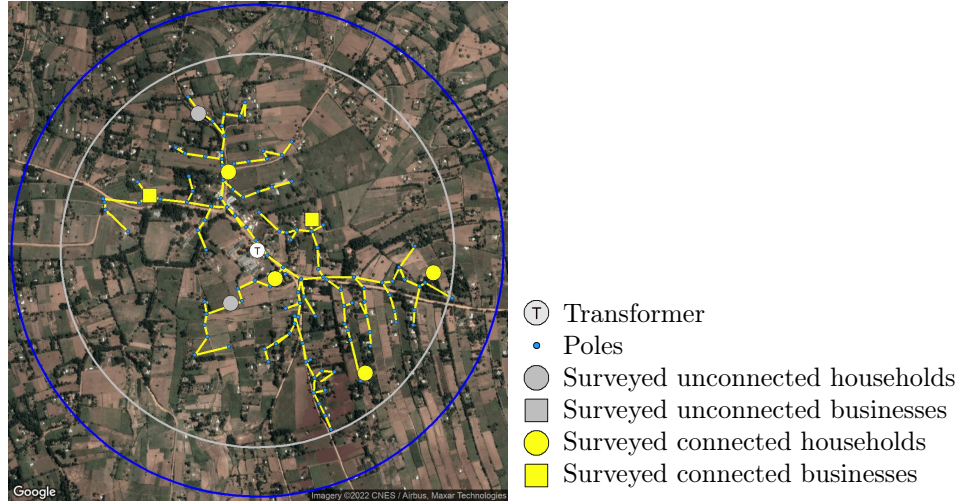 T
Google
Imagery ©2022 CNES / Airbus, Maxar Technologies
T Transformer
Poles
Surveyed unconnected households
Surveyed unconnected businesses
Surveyed connected households
Surveyed connected businesses